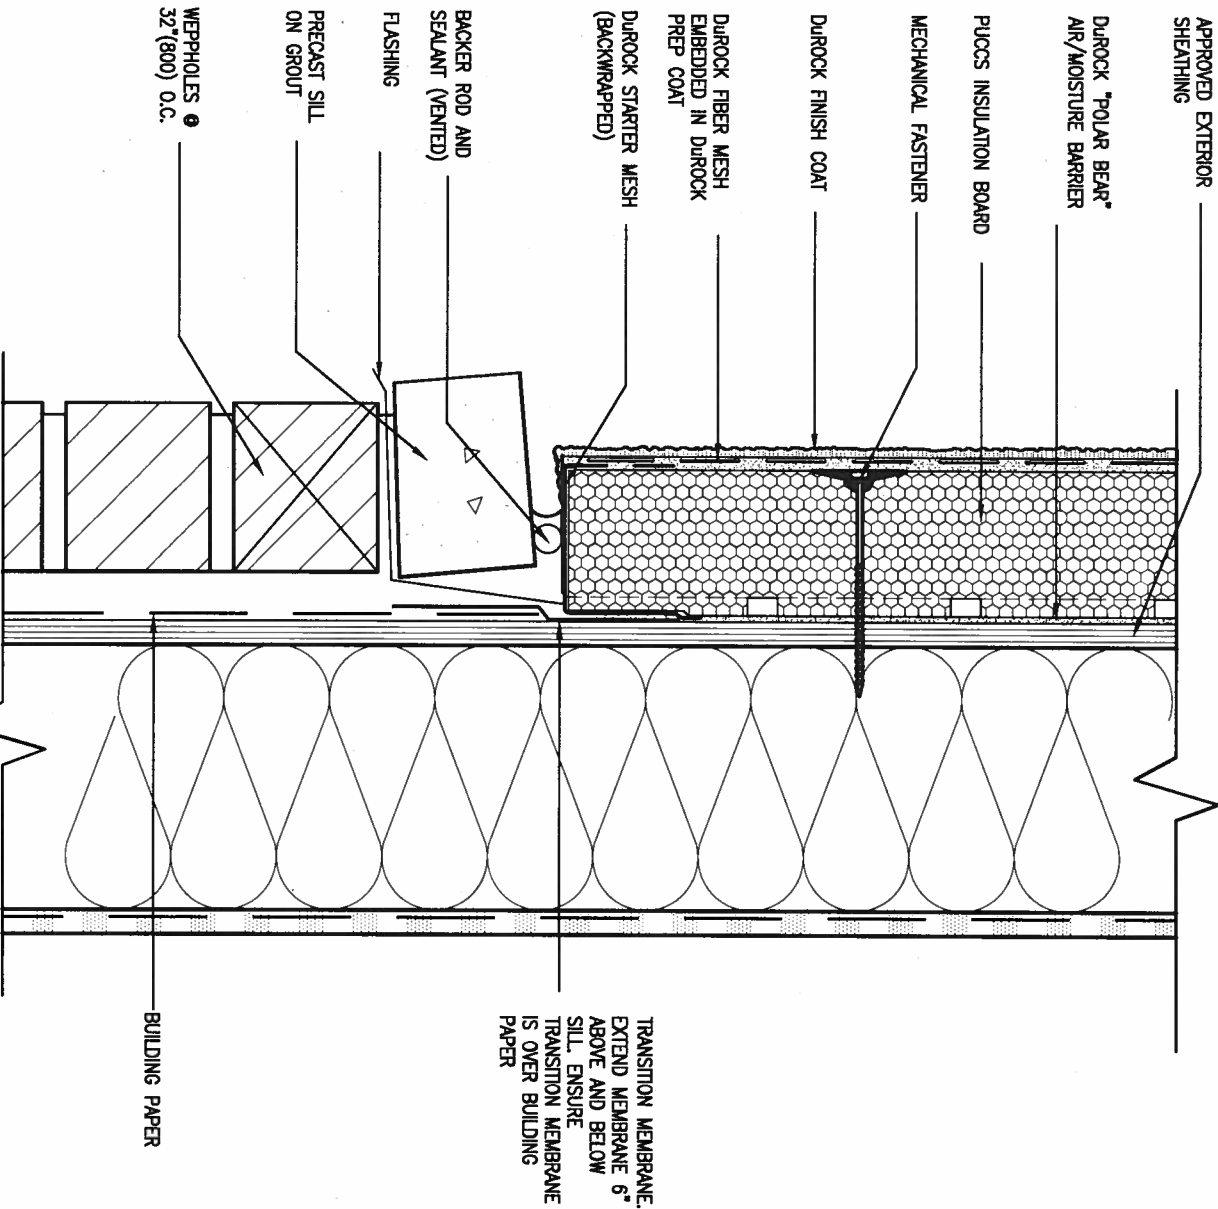 APPROVED EXTERIOR
SHEATHING
DuROCK "POLAR BEAR"
AIR/MOISTURE BARRIER
PUCCS INSULATION BOARD
MECHANICAL FASTENER
DuROCK FINISH COAT
DuROCK FIBER MESH
EMBEDDED IN DuROCK
PREP COAT
DuROCK STARTER MESH
(BACKWRAPPED)
BACKER ROD AND
SEALANT (VENTED)
FLASHING
PRECAST SILL
ON GROUT
WEPPHOLES @
32"(800) O.C.
TRANSITION MEMBRANE.
EXTEND MEMBRANE 6"
ABOVE AND BELOW
SILL. ENSURE
TRANSITION MEMBRANE
IS OVER BUILDING
PAPER
BUILDING PAPER